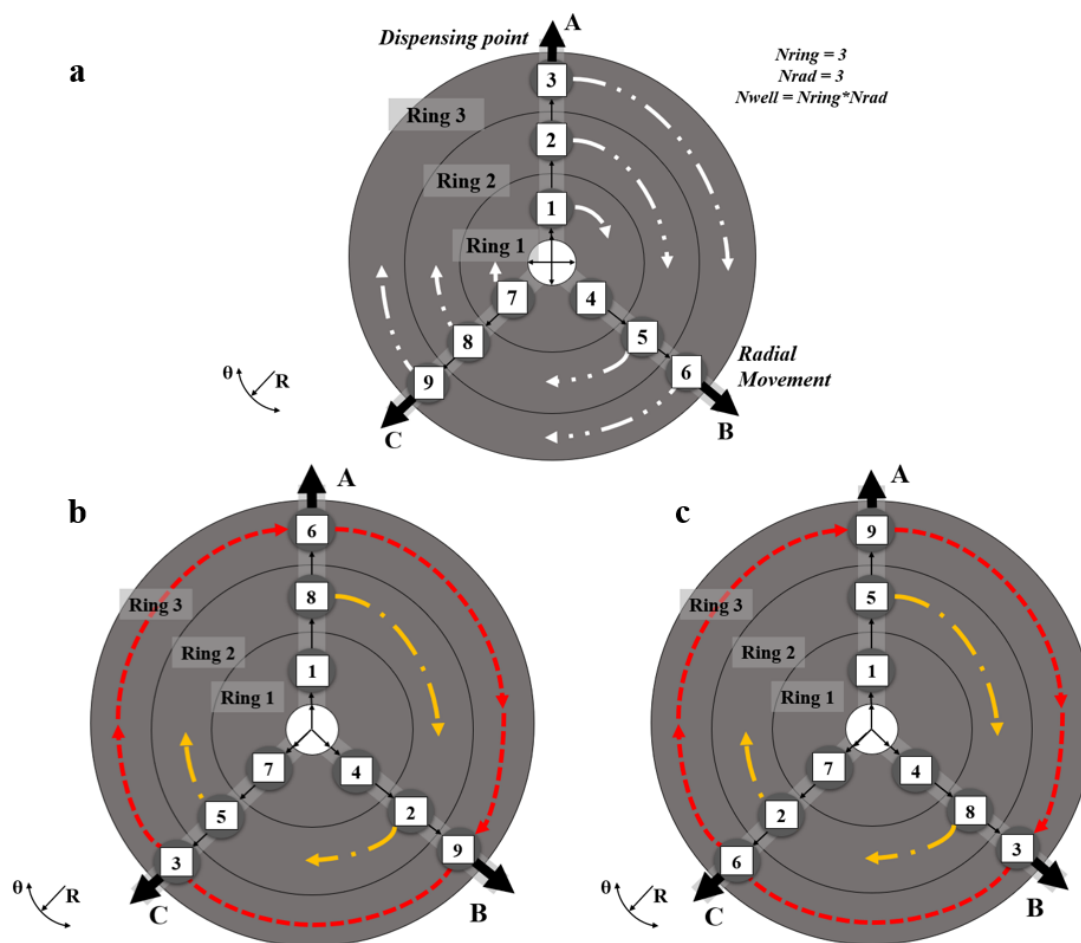 a
Dispensing point
A
Nring = 3
Nrad = 3
Nwell = Nring*Nrad
3
Ring 3
2
Ring 2
1
Ring 1
7
4
8
5
9
6
Radial
Movement
θ
R
C
B
b
A
6
Ring 3
8
Ring 2
1
Ring 1
7
4
5
2
3
9
θ
R
C
B
c
A
9
Ring 3
5
Ring 2
1
Ring 1
7
4
2
8
6
3
θ
R
C
B